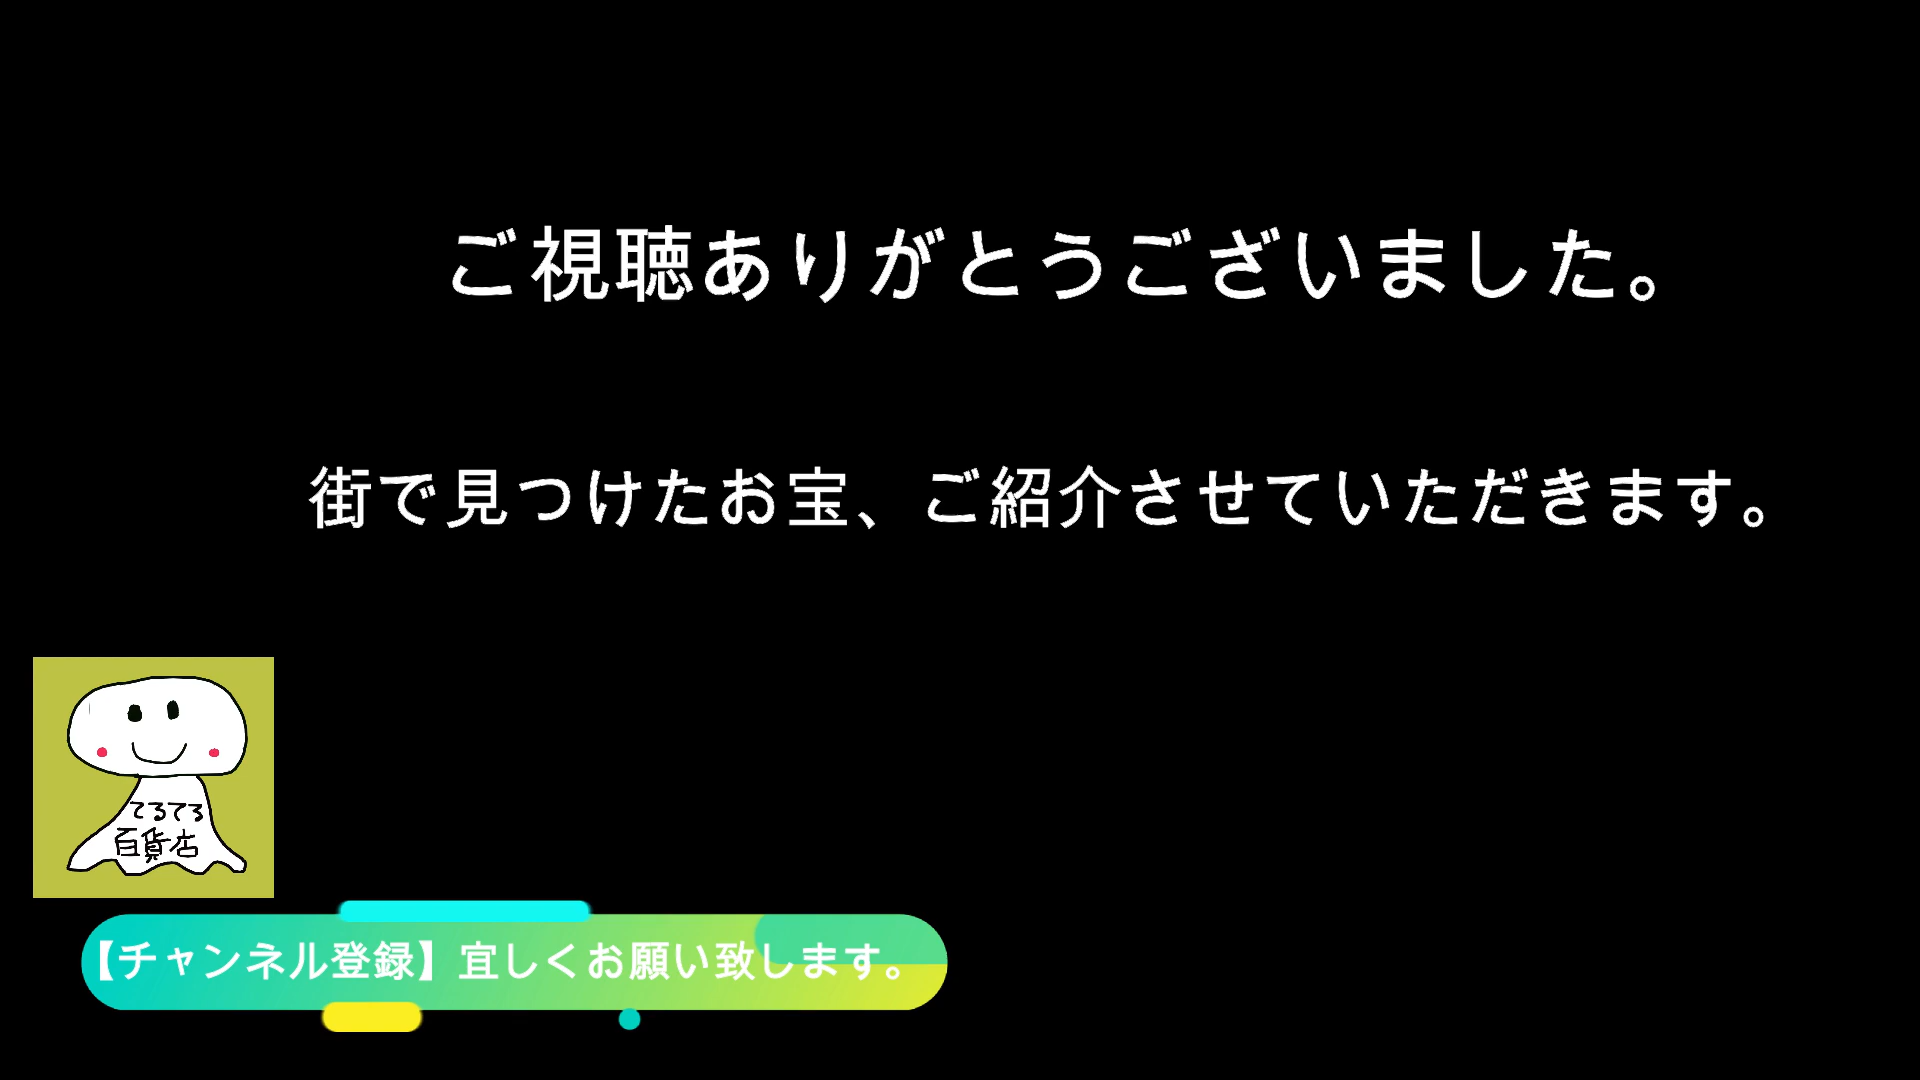 ご視聴ありがとうございました。
街で見つけたお宝、ご紹介させていただきます。
てるてる
百貨店
【チャンネル登録】宜しくお願い致します。